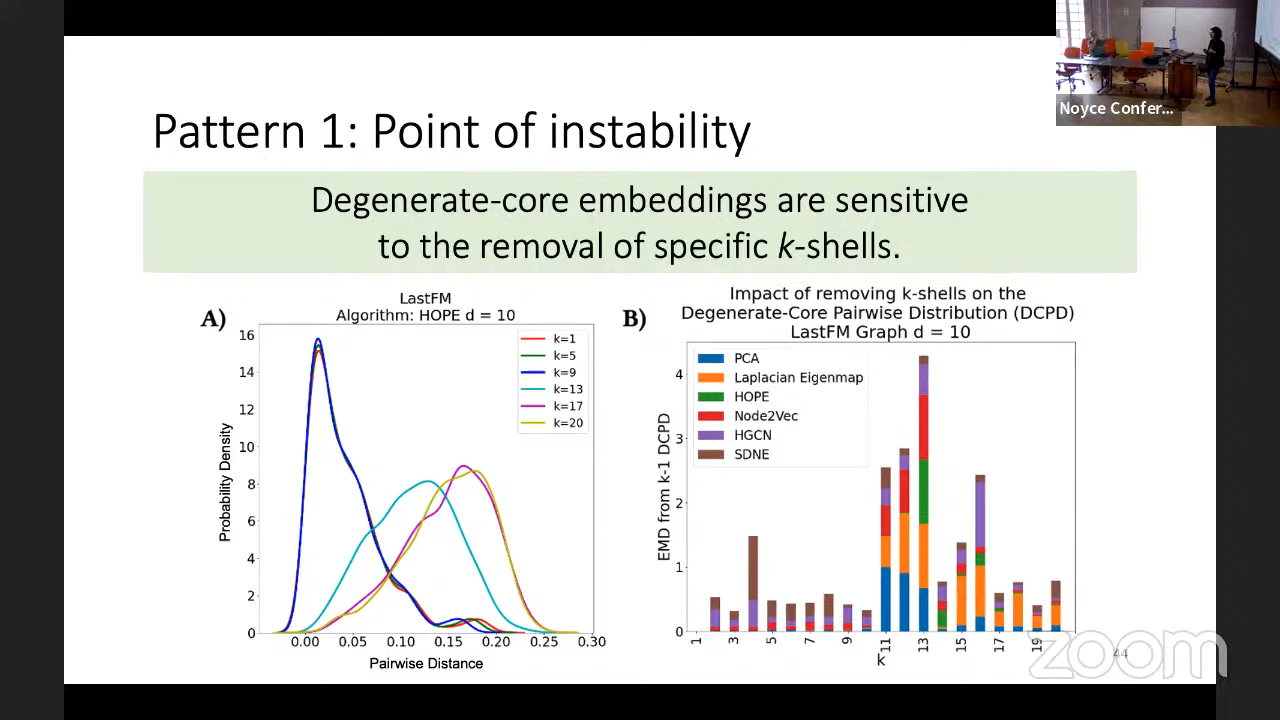 Noyce Confer...
Pattern 1: Point of instability
Degenerate-core embeddings are sensitive
to the removal of specific k-shells.
A)
LastFM
Algorithm: HOPE d = 10
Probability Density
16
14
12
10
8
6
4
2
0
k=1
k=5
k=9
k=13
k=17
k=20
0.00 0.05 0.10 0.15 0.20 0.25 0.30
Pairwise Distance
B)
Impact of removing k-shells on the
Degenerate-Core Pairwise Distribution (DCPD)
LastFM Graph d = 10
EMD from k-1 DCPD
4
3
2
1
0
PCA
Laplacian Eigenmap
HOPE
Node2Vec
HGCN
SDNE
1 3 5 7 9 11 13 15 17 19
k
44
zoom